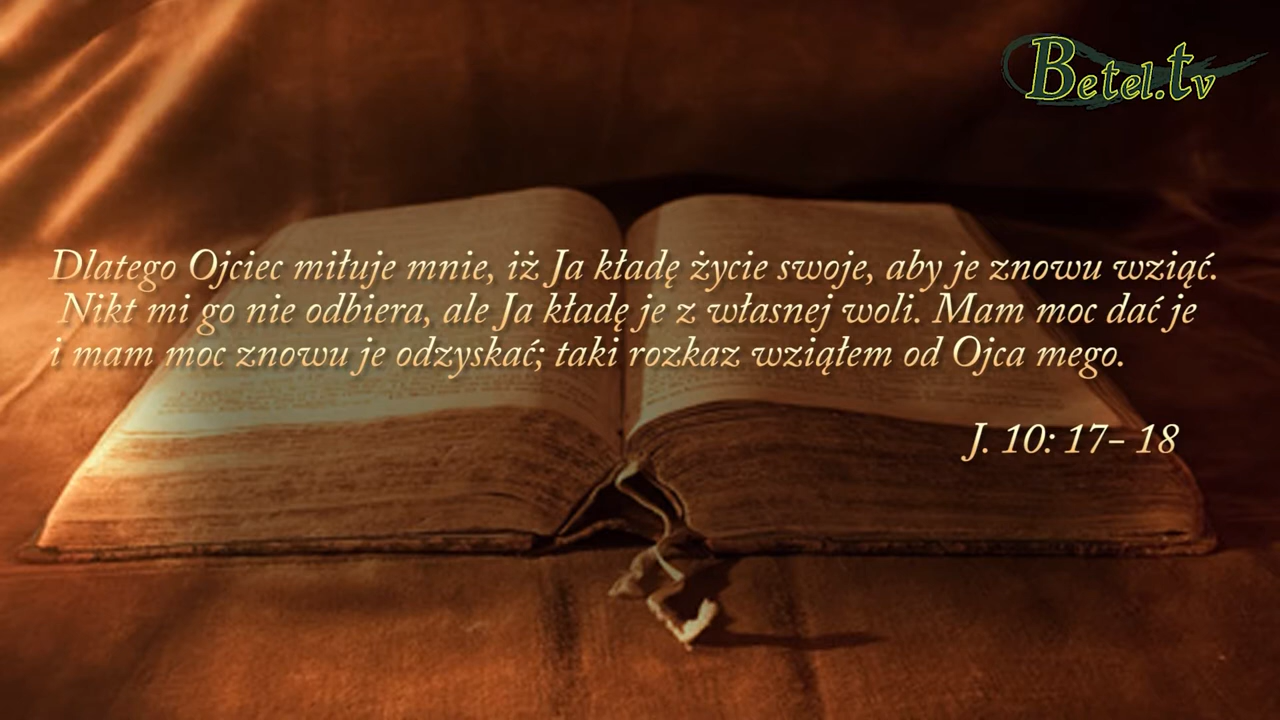 Betel.tv
Dlatego Ojciec miłuje mnie, iż Ja kładę życie swoje, aby je znowu wziąć.
Nikt mi go nie odbiera, ale Ja kładę je z własnej woli. Mam moc dać je
i mam moc znowu je odzyskać; taki rozkaz wziąłem od Ojca mego.
J. 10: 17- 18